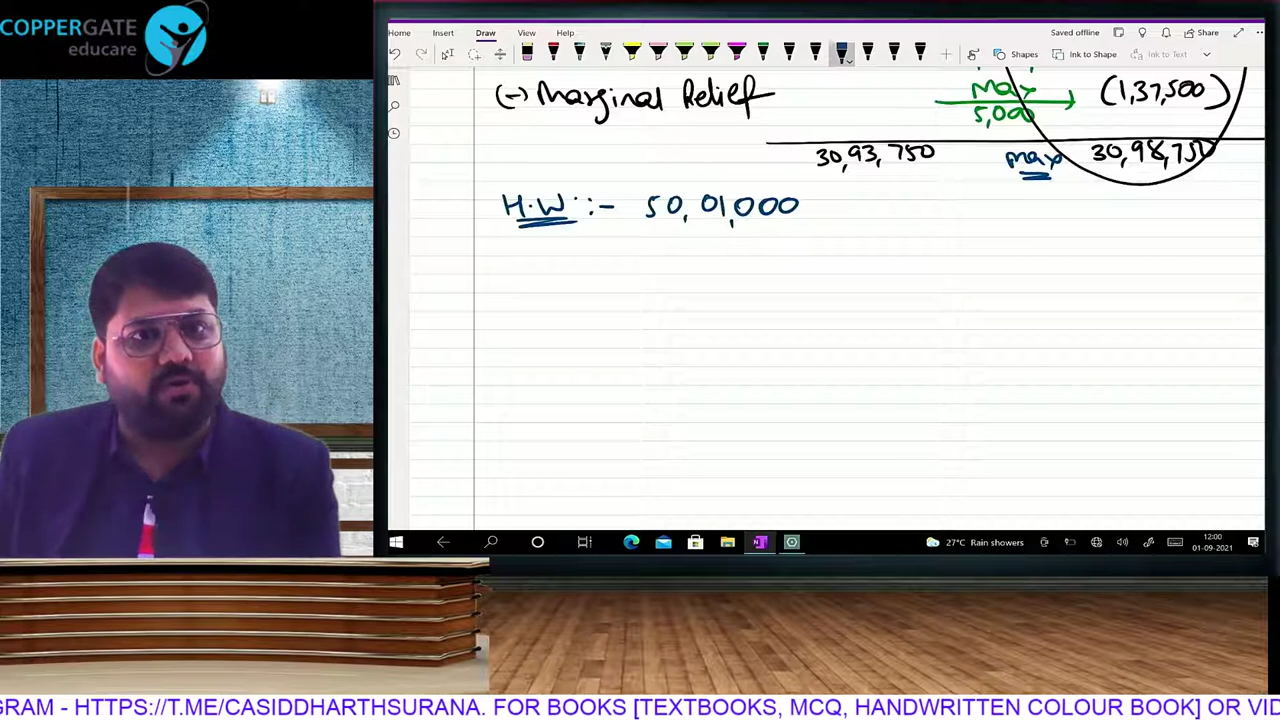 COPPERGATE
educare
Home Insert Draw View Help
Saved offline
Share
Shapes
Ink to Shape
Ink to Text
(-) Marginal Relief
Max
5,000
(1,37,500)
30,93,750
max
30,98,750
H.W :- 50,01,000
27°C Rain showers
12:00
01-09-2021
GRAM - HTTPS://T.ME/CASIDDHARTHSURANA. FOR BOOKS [TEXTBOOKS, MCQ, HANDWRITTEN COLOUR BOOK] OR VID